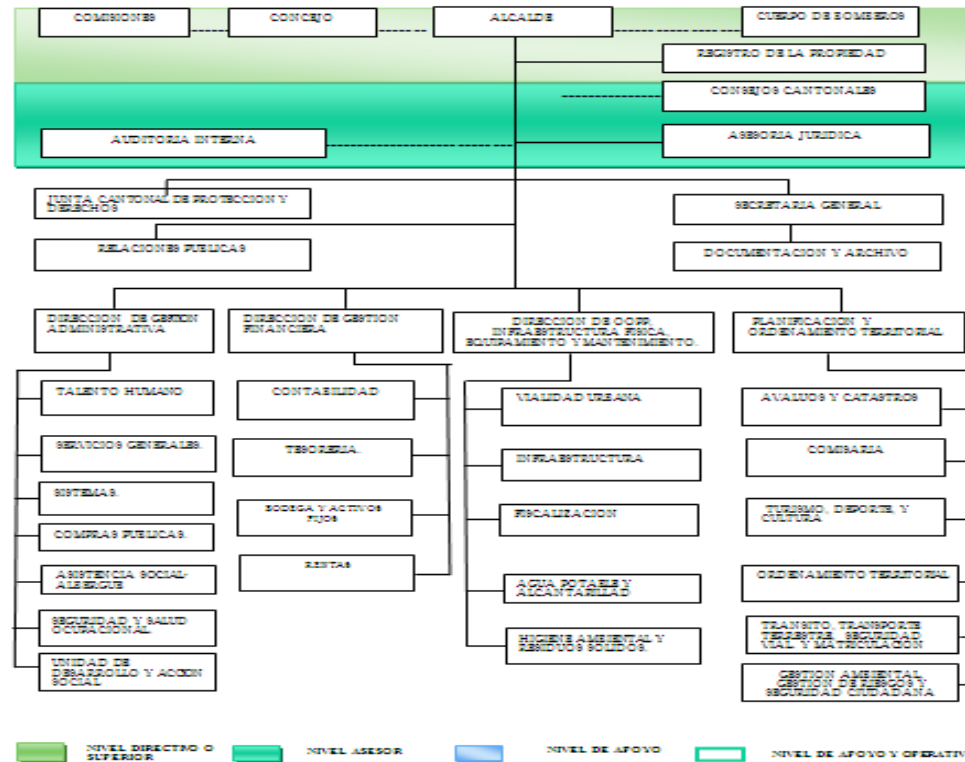 COMISIONES
CONCEJO
ALCALDE
CUERPO DE BOMBEROS
REGISTRO DE LA PROPIEDAD
CONSEJOS CANTONALES
AUDITORIA INTERNA
ASESORIA JURIDICA
JUNTA CANTONAL DE PROTECCION Y
DERECHOS
SECRETARIA GENERAL
RELACIONES PUBLICAS
DOCUMENTACION Y ARCHIVO
DIRECCION DE GESTION
ADMINISTRATIVA
DIRECCION DE GESTION
FINANCIERA
DIRECCION DE OOPP,
INFRAESTRUCTURA FISICA,
EQUIPAMIENTO Y MANTENIMIENTO.
PLANIFICACION Y
ORDENAMIENTO TERRITORIAL
TALENTO HUMANO
SERVICIOS GENERALES.
SISTEMAS.
COMPRAS PUBLICAS.
ASISTENCIA SOCIAL-
ALBERGUE
SEGURIDAD Y SALUD
OCUPACIONAL
UNIDAD DE
DESARROLLO Y ACCION
SOCIAL
CONTABILIDAD
TESORERIA.
BODEGA Y ACTIVOS
FIJOS
RENTAS
VIALIDAD URBANA
INFRAESTRUCTURA
FISCALIZACION
AGUA POTABLE Y
ALCANTARILLAD
HIGIENE AMBIENTAL Y
RESIDUOS SOLIDOS.
AVALUOS Y CATASTROS
COMISARIA
TURISMO, DEPORTE, Y
CULTURA
ORDENAMIENTO TERRITORIAL
TRANSITO, TRANSPORTE
TERRESTRE, SEGURIDAD
VIAL, Y MATRICULACION
GESTION AMBIENTAL,
GESTION DE RIESGOS Y
SEGURIDAD CIUDADANA
NIVEL DIRECTIVO O
SUPERIOR
NIVEL ASESOR
NIVEL DE APOYO
NIVEL DE APOYO Y OPERATIV